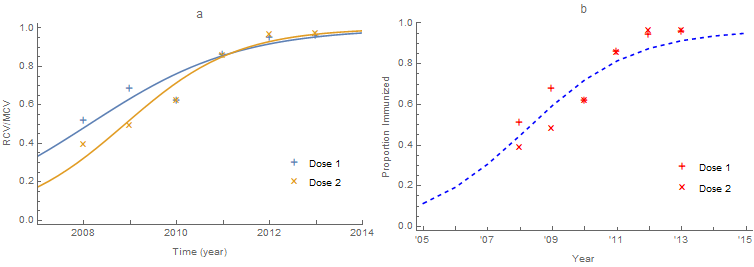 a
RCV/MCV
1.0
0.8
0.6
0.4
0.2
0.0
+ Dose 1
× Dose 2
2008 2010 2012 2014
Time (year)
b
Proportion Immunized
1.0
0.8
0.6
0.4
0.2
0.0
+ Dose 1
× Dose 2
'05 '07 '09 '11 '13 '15
Year